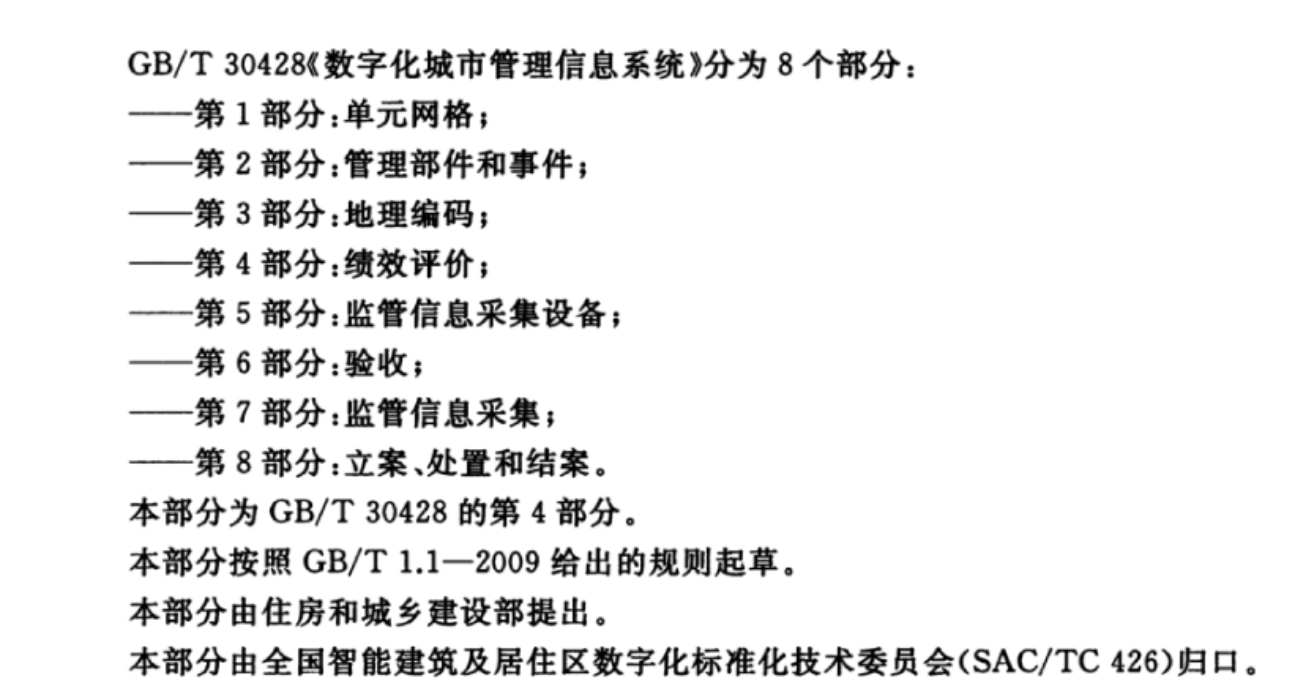 GB/T 30428《数字化城市管理信息系统》分为 8 个部分：
——第 1 部分：单元网格；
——第 2 部分：管理部件和事件；
——第 3 部分：地理编码；
——第 4 部分：绩效评价；
——第 5 部分：监管信息采集设备；
——第 6 部分：验收；
——第 7 部分：监管信息采集；
——第 8 部分：立案、处置和结案。
本部分为 GB/T 30428 的第 4 部分。
本部分按照 GB/T 1.1—2009 给出的规则起草。
本部分由住房和城乡建设部提出。
本部分由全国智能建筑及居住区数字化标准化技术委员会(SAC/TC 426)归口。